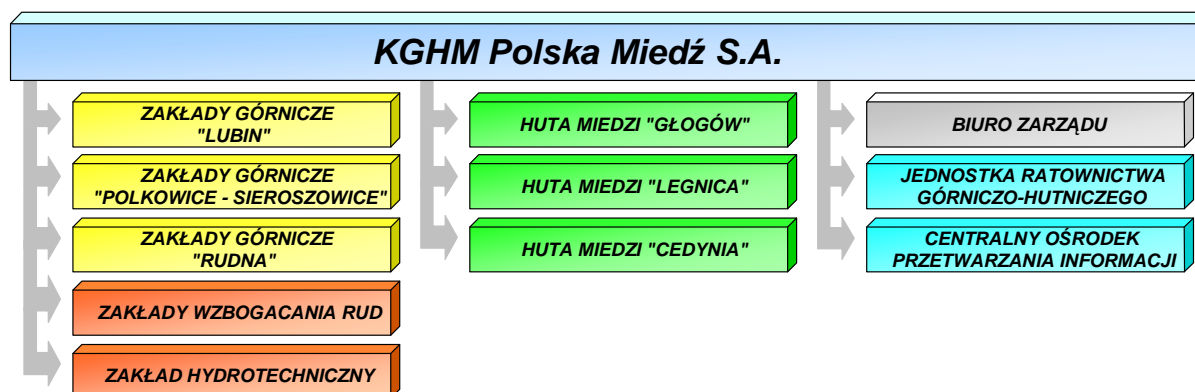 KGHM Polska Miedź S.A.
ZAKŁADY GÓRNICZE
"LUBIN"
ZAKŁADY GÓRNICZE
"POLKOWICE - SIEROSZOWICE"
ZAKŁADY GÓRNICZE
"RUDNA"
ZAKŁADY WZBOGACANIA RUD
ZAKŁAD HYDROTECHNICZNY
HUTA MIEDZI "GŁOGÓW"
HUTA MIEDZI "LEGNICA"
HUTA MIEDZI "CEDYNIA"
BIURO ZARZĄDU
JEDNOSTKA RATOWNICTWA
GÓRNICZO-HUTNICZEGO
CENTRALNY OŚRODEK
PRZETWARZANIA INFORMACJI